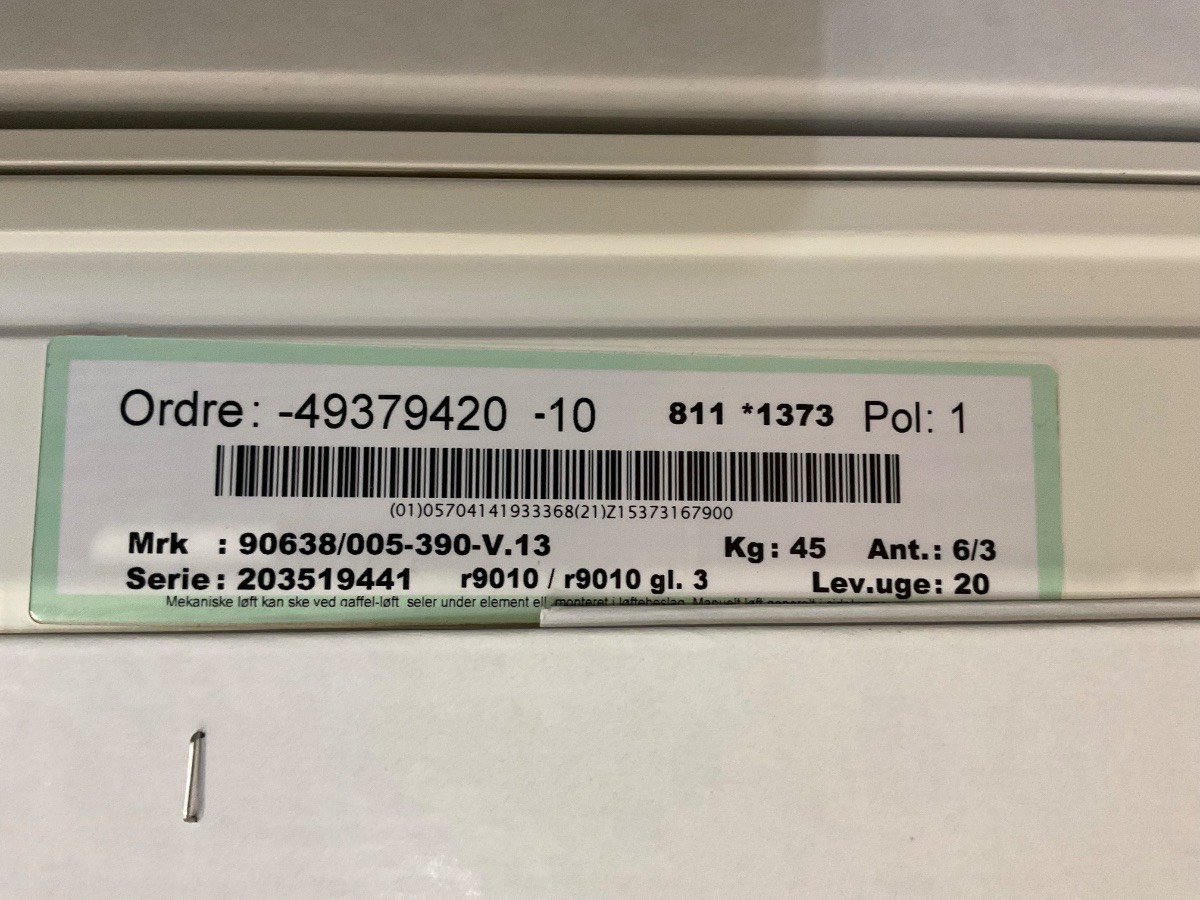 Ordre: -49379420 -10 811 *1373 Pol: 1
(01)05704141933368(21)Z15373167900
Mrk : 90638/005-390-V.13 Kg: 45 Ant.: 6/3
Serie: 203519441 r9010 / r9010 gl. 3 Lev.uge: 20
Mekaniske løft kan ske ved gaffel-løft, seler under element ell. monteret i løftebeslag. Manuelt løft